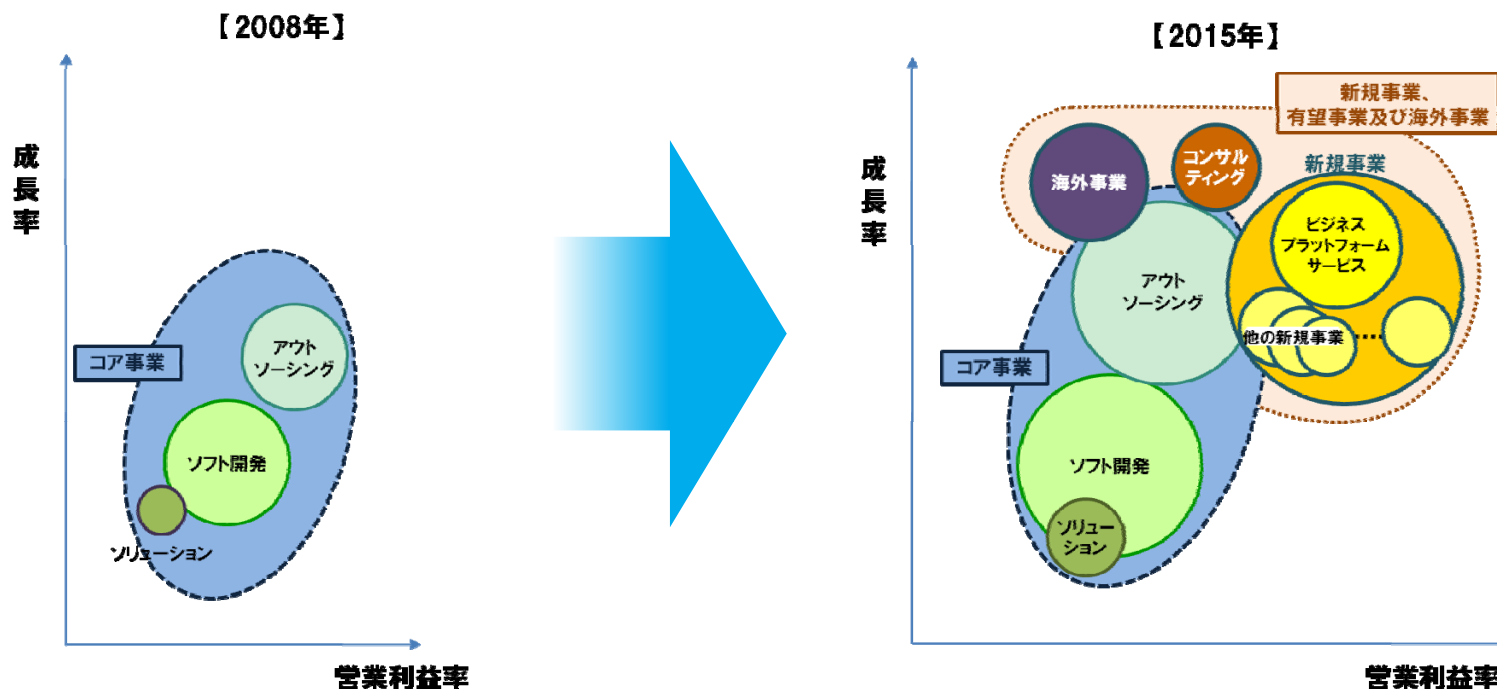 【2008年】
成長率
コア事業
アウト
ソーシング
ソフト開発
ソリューション
営業利益率
【2015年】
成長率
新規事業、
有望事業及び海外事業
海外事業
コンサル
ティング
新規事業
ビジネス
プラットフォーム
サービス
アウト
ソーシング
他の新規事業
コア事業
ソフト開発
ソリュー
ション
営業利益率